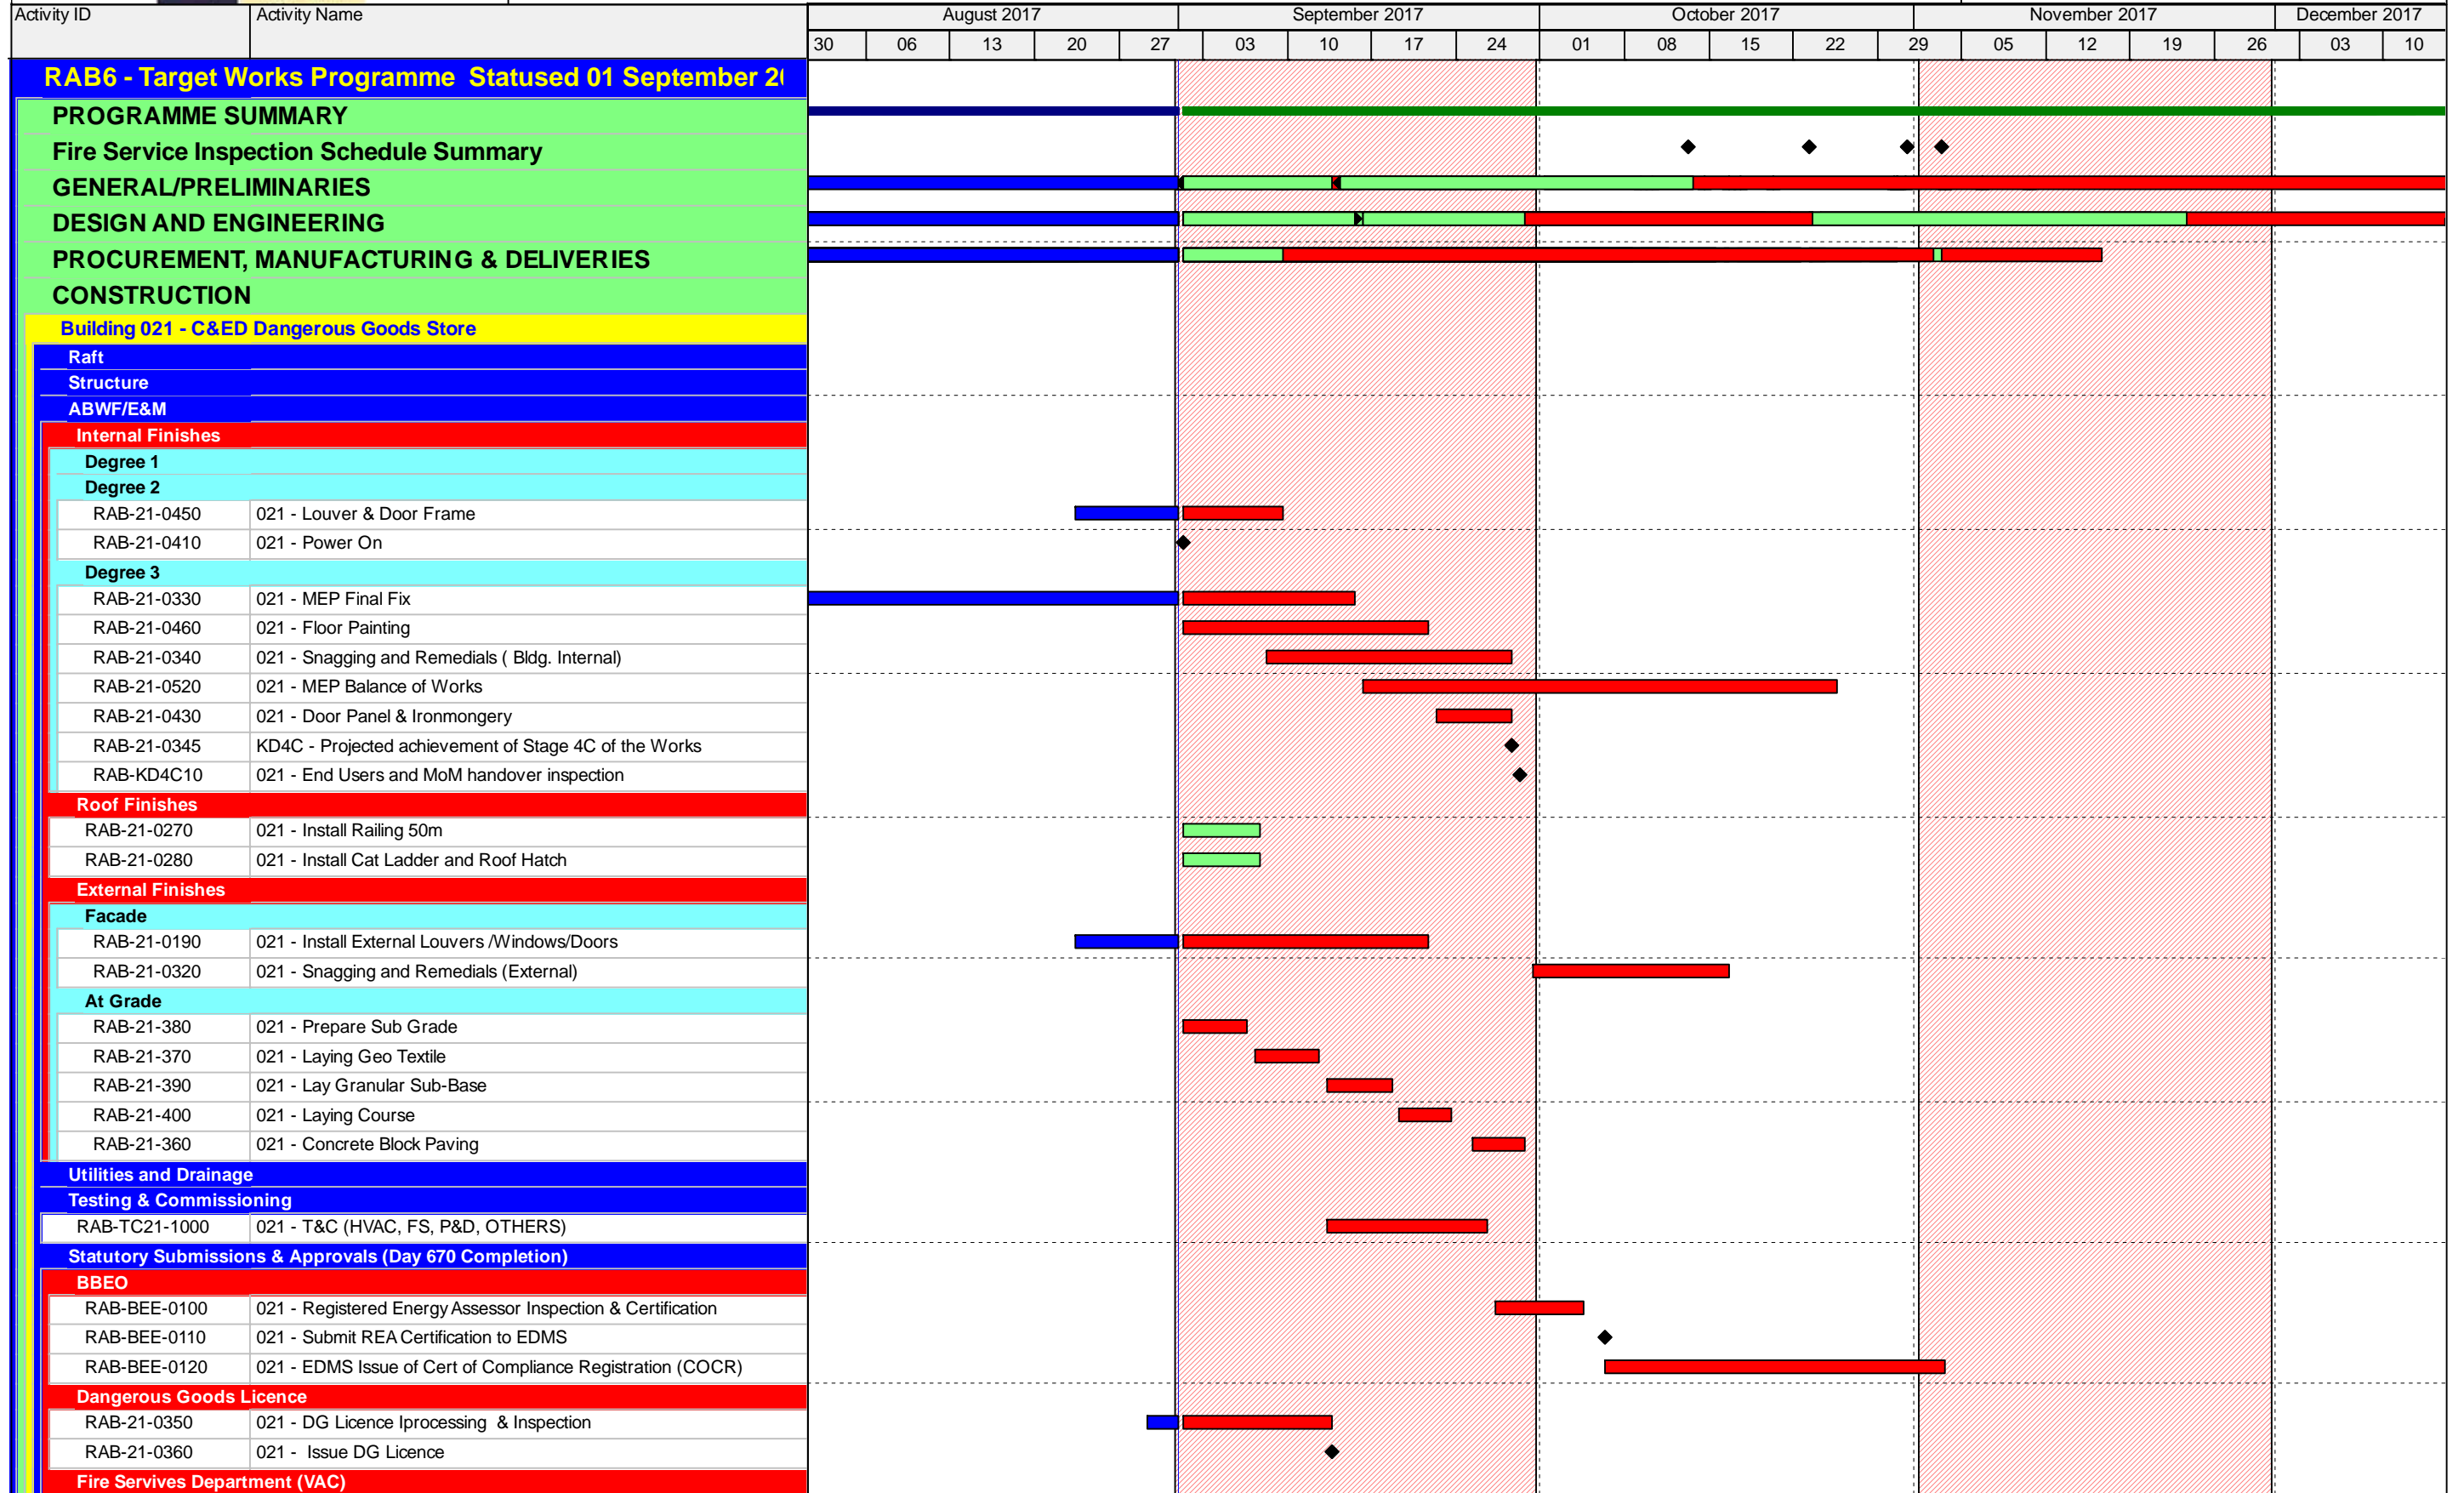 Activity ID Activity Name August 2017 September 2017 October 2017 November 2017 December 2017
30 06 13 20 27 03 10 17 24 01 08 15 22 29 05 12 19 26 03 10
RAB6 - Target Works Programme Statused 01 September 20
PROGRAMME SUMMARY
Fire Service Inspection Schedule Summary
GENERAL/PRELIMINARIES
DESIGN AND ENGINEERING
PROCUREMENT, MANUFACTURING & DELIVERIES
CONSTRUCTION
Building 021 - C&ED Dangerous Goods Store
Raft
Structure
ABWF/E&M
Internal Finishes
Degree 1
Degree 2
RAB-21-0450 021 - Louver & Door Frame
RAB-21-0410 021 - Power On
Degree 3
RAB-21-0330 021 - MEP Final Fix
RAB-21-0460 021 - Floor Painting
RAB-21-0340 021 - Snagging and Remedials ( Bldg. Internal)
RAB-21-0520 021 - MEP Balance of Works
RAB-21-0430 021 - Door Panel & Ironmongery
RAB-21-0345 KD4C - Projected achievement of Stage 4C of the Works
RAB-KD4C10 021 - End Users and MoM handover inspection
Roof Finishes
RAB-21-0270 021 - Install Railing 50m
RAB-21-0280 021 - Install Cat Ladder and Roof Hatch
External Finishes
Facade
RAB-21-0190 021 - Install External Louvers /Windows/Doors
RAB-21-0320 021 - Snagging and Remedials (External)
At Grade
RAB-21-380 021 - Prepare Sub Grade
RAB-21-370 021 - Laying Geo Textile
RAB-21-390 021 - Lay Granular Sub-Base
RAB-21-400 021 - Laying Course
RAB-21-360 021 - Concrete Block Paving
Utilities and Drainage
Testing & Commissioning
RAB-TC21-1000 021 - T&C (HVAC, FS, P&D, OTHERS)
Statutory Submissions & Approvals (Day 670 Completion)
BBEO
RAB-BEE-0100 021 - Registered Energy Assessor Inspection & Certification
RAB-BEE-0110 021 - Submit REA Certification to EDMS
RAB-BEE-0120 021 - EDMS Issue of Cert of Compliance Registration (COCR)
Dangerous Goods Licence
RAB-21-0350 021 - DG Licence Iprocessing & Inspection
RAB-21-0360 021 - Issue DG Licence
Fire Servives Department (VAC)